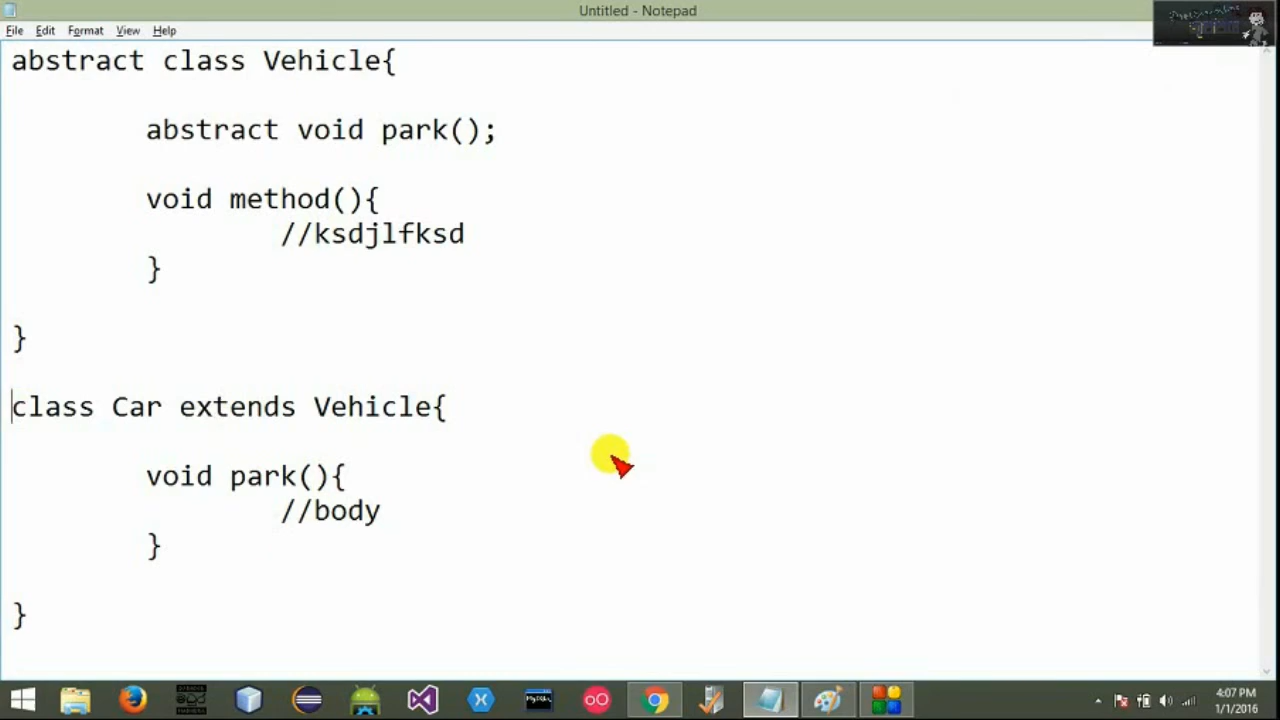 Untitled - Notepad
File Edit Format View Help
abstract class Vehicle{
abstract void park();
void method(){
//ksdjlfksd
}
}
class Car extends Vehicle{
void park(){
//body
}
}
4:07 PM
1/1/2016